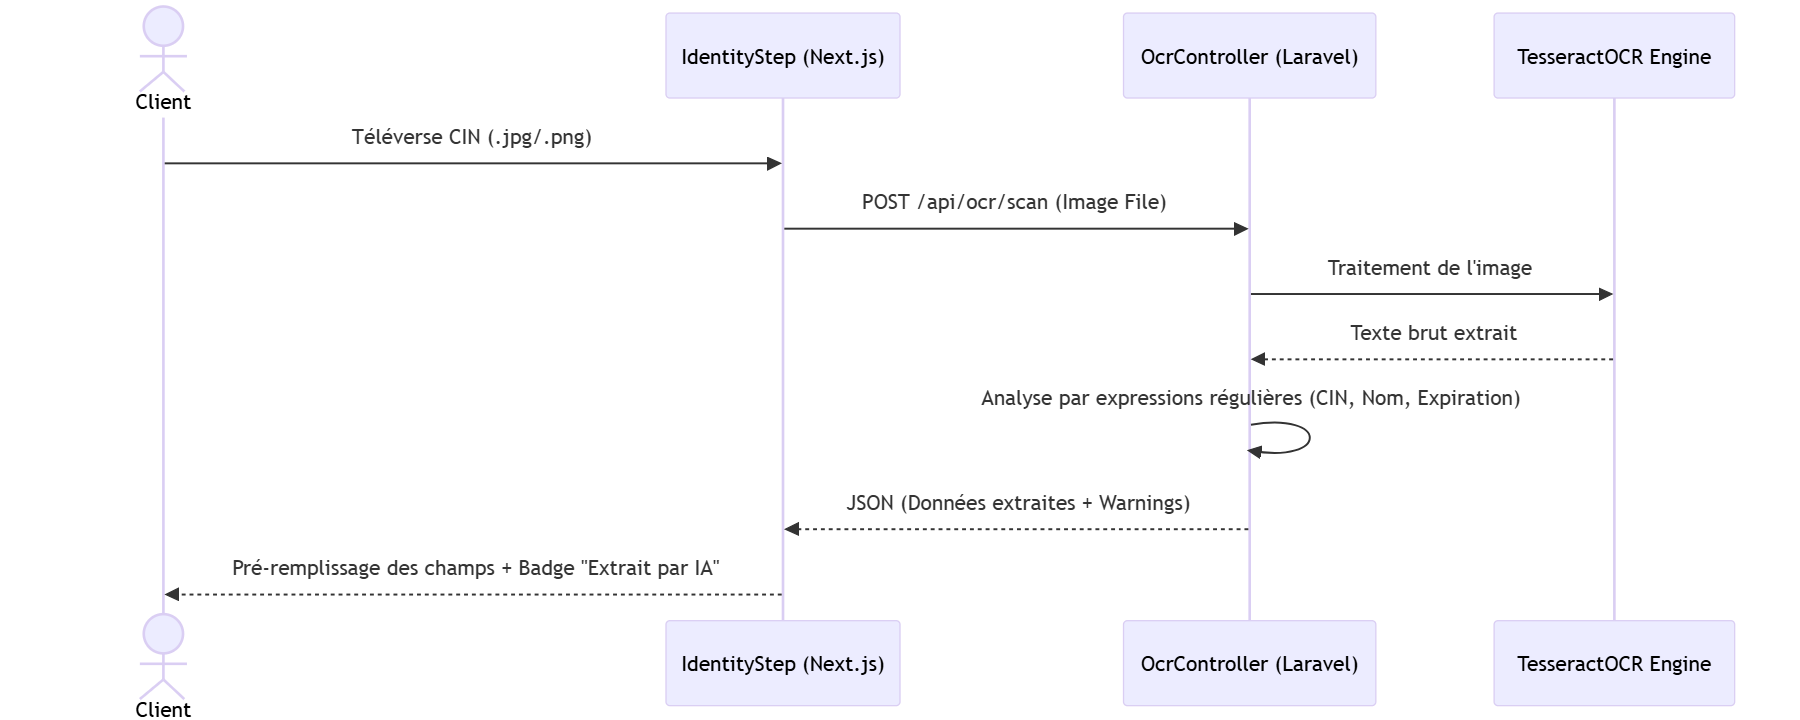 Client
IdentityStep (Next.js)
OcrController (Laravel)
TesseractOCR Engine
Téléverse CIN (.jpg/.png)
POST /api/ocr/scan (Image File)
Traitement de l'image
Texte brut extrait
Analyse par expressions régulières (CIN, Nom, Expiration)
JSON (Données extraites + Warnings)
Pré-remplissage des champs + Badge "Extrait par IA"
Client
IdentityStep (Next.js)
OcrController (Laravel)
TesseractOCR Engine